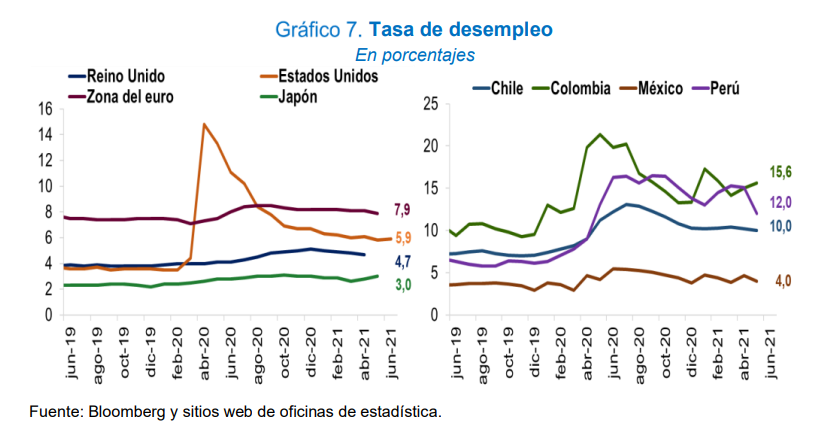 Gráfico 7. Tasa de desempleo
En porcentajes
Reino Unido
Estados Unidos
Zona del euro
Japón
16
14
12
10
8
6
4
2
0
7,9
5,9
4,7
3,0
jun-19
ago-19
oct-19
dic-19
feb-20
abr-20
jun-20
ago-20
oct-20
dic-20
feb-21
abr-21
jun-21
Chile
Colombia
México
Perú
25
20
15
10
5
0
15,6
12,0
10,0
4,0
jun-19
ago-19
oct-19
dic-19
feb-20
abr-20
jun-20
ago-20
oct-20
dic-20
feb-21
abr-21
jun-21
Fuente: Bloomberg y sitios web de oficinas de estadística.